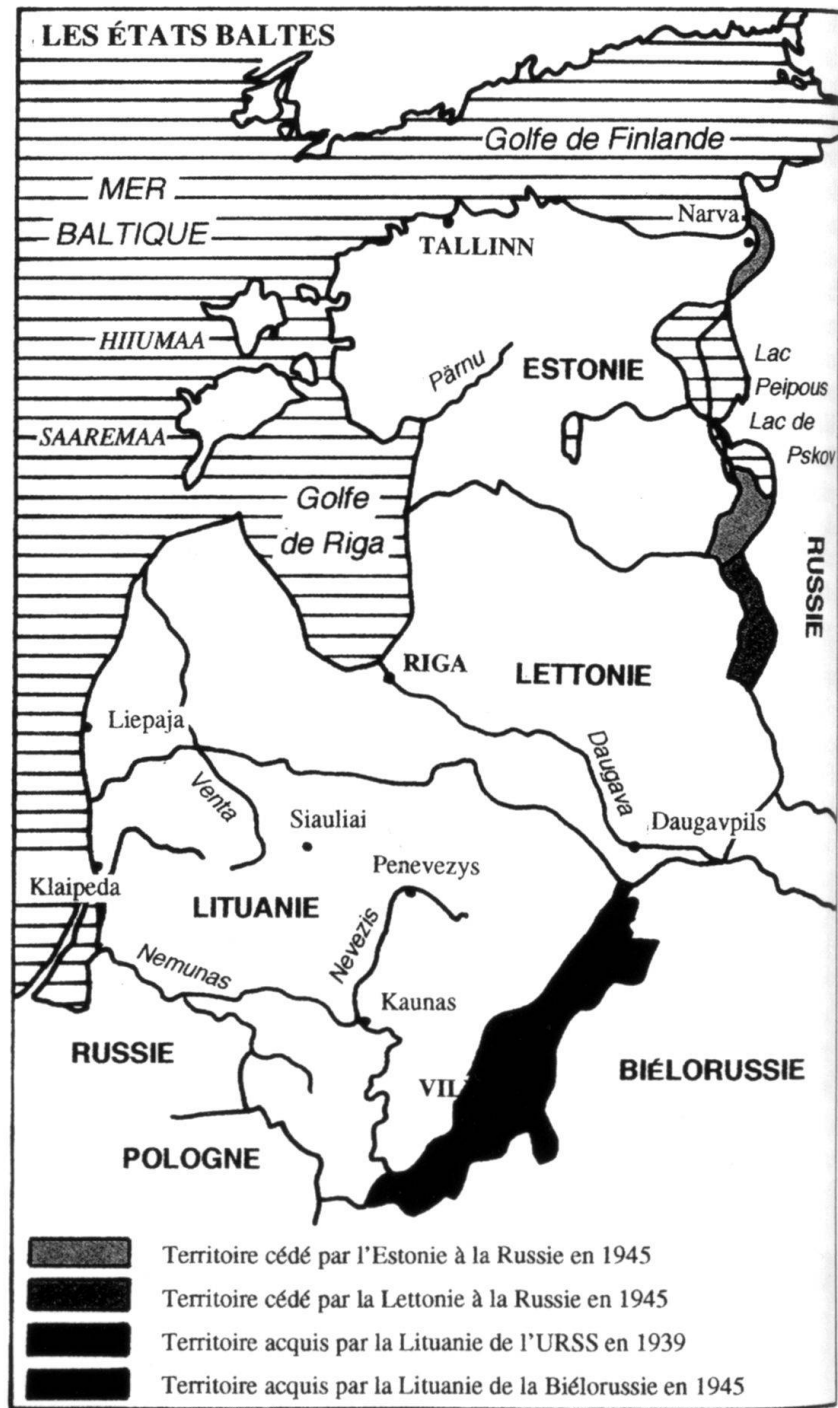 LES ÉTATS BALTES
Golfe de Finlande
MER
BALTIQUE
Narva
TALLINN
HIIUMAA
Lac
Peipous
Pärnu
ESTONIE
SAAREMAA
Lac de
Pskov
Golfe
de Riga
RUSSIE
RIGA
LETTONIE
Liepaja
Daugava
Venta
Siauliai
Daugavpils
Penevezys
Klaipeda
LITUANIE
Nevezis
Nemunas
Kaunas
RUSSIE
BIÉLORUSSIE
VIL
POLOGNE
Territoire cédé par l'Estonie à la Russie en 1945
Territoire cédé par la Lettonie à la Russie en 1945
Territoire acquis par la Lituanie de l'URSS en 1939
Territoire acquis par la Lituanie de la Biélorussie en 1945